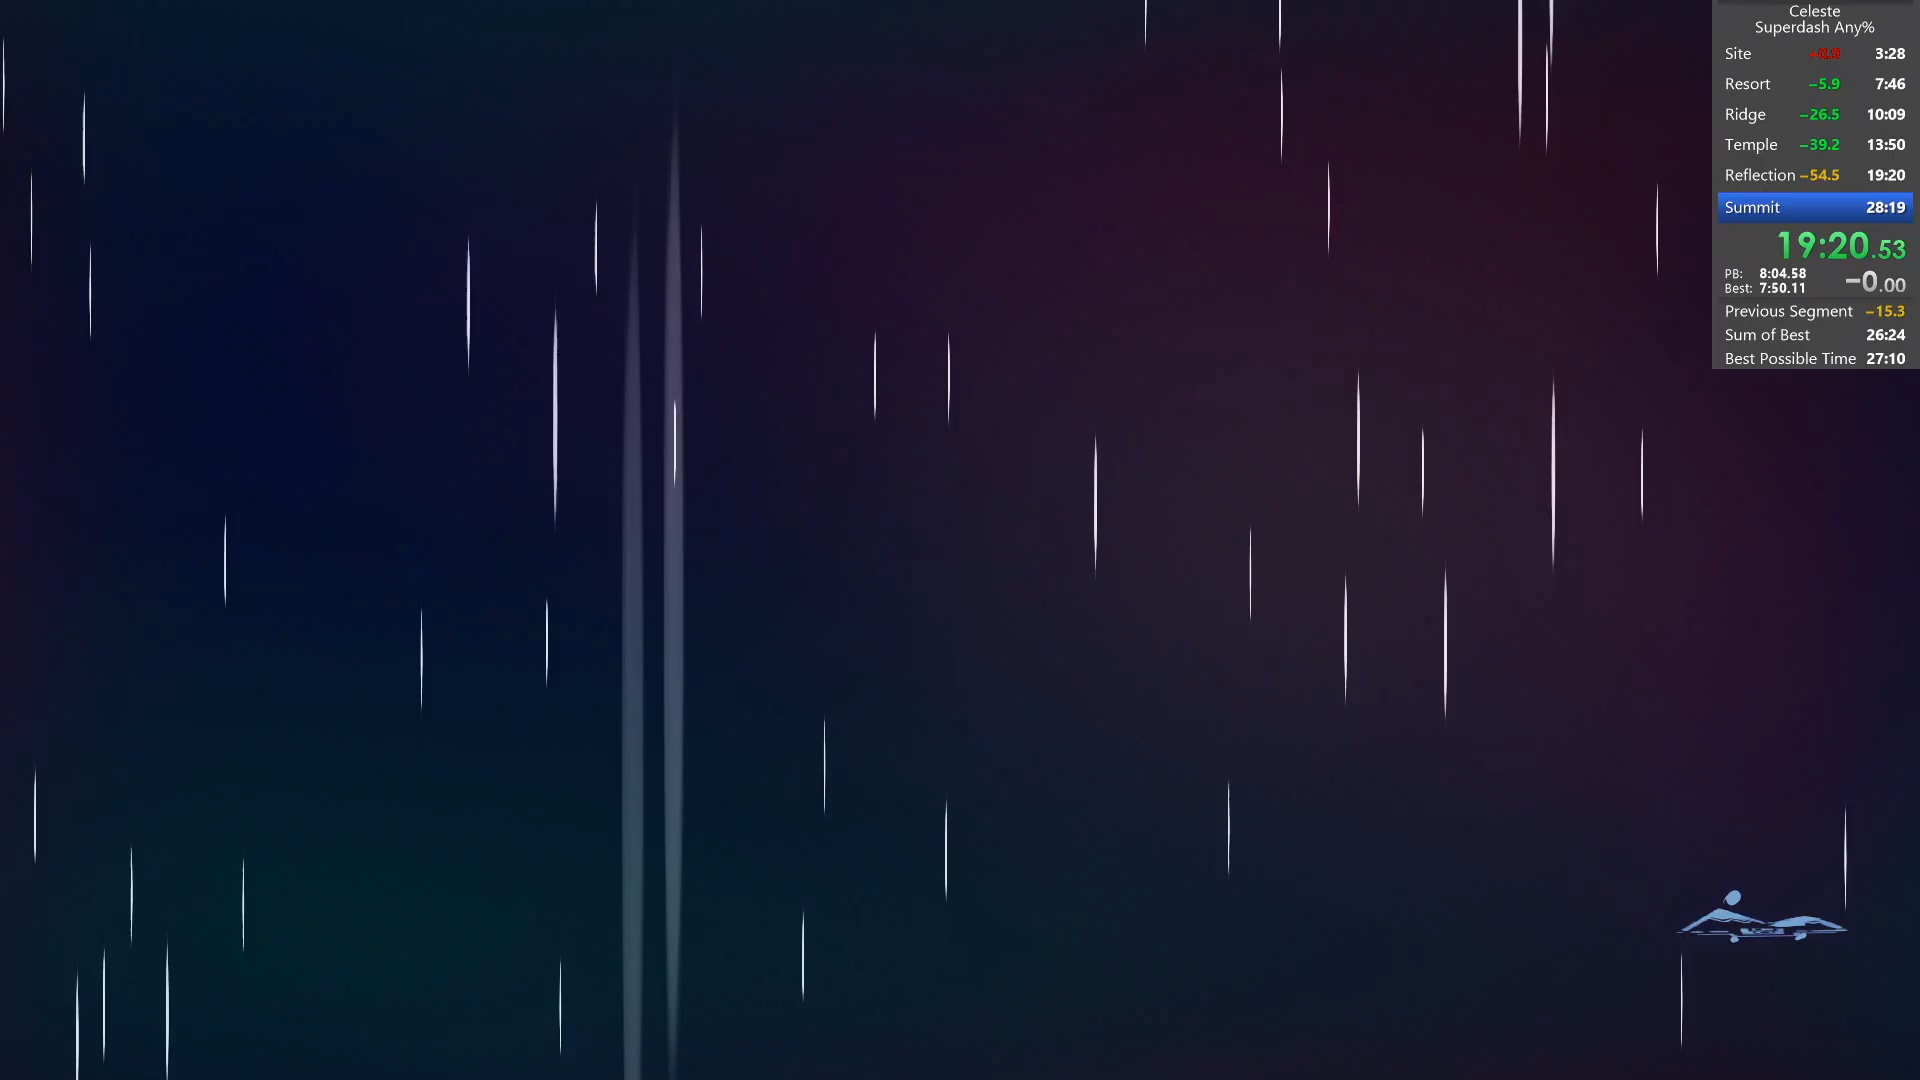 Celeste
Superdash Any%
Site +8.9 3:28
Resort −5.9 7:46
Ridge −26.5 10:09
Temple −39.2 13:50
Reflection −54.5 19:20
Summit 28:19
19:20.53
PB: 8:04.58 −0.00
Best: 7:50.11
Previous Segment −15.3
Sum of Best 26:24
Best Possible Time 27:10